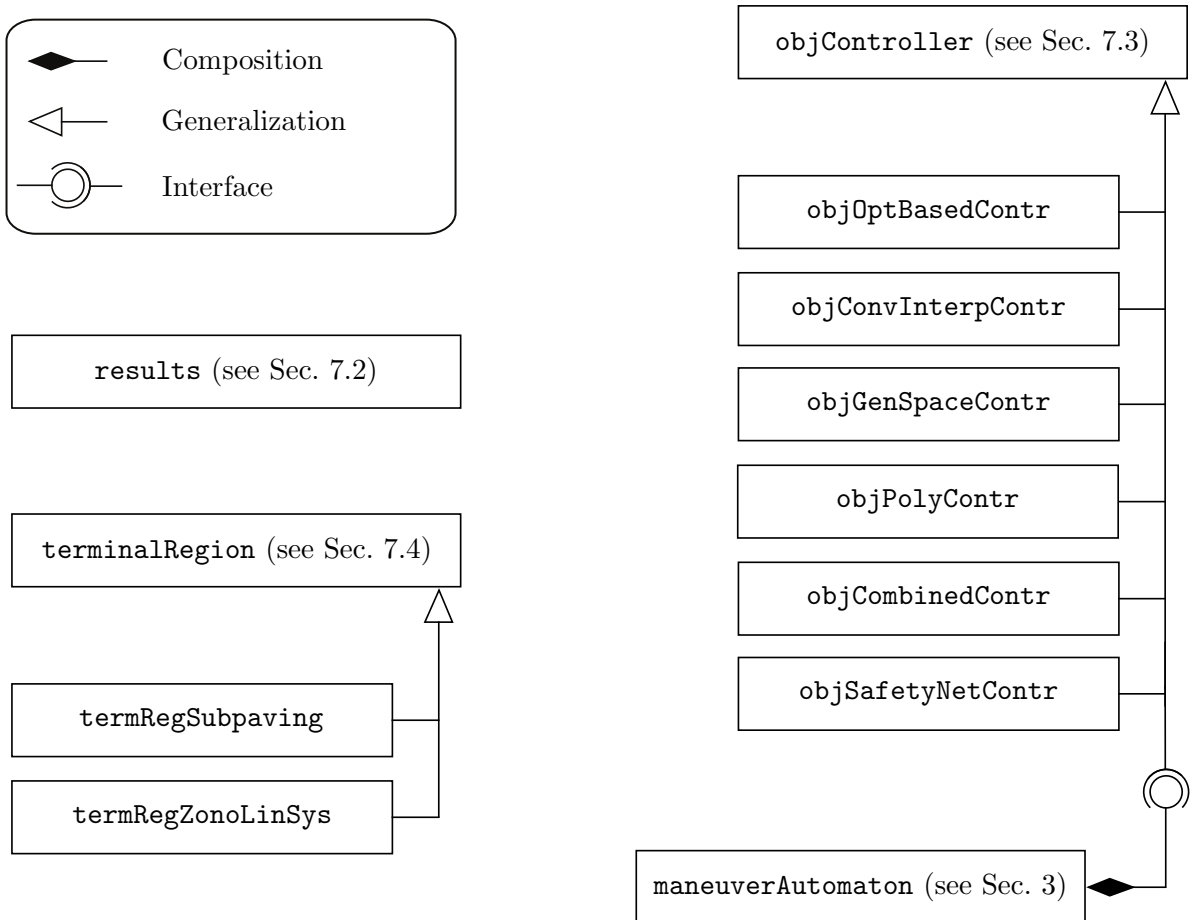 Composition
Generalization
Interface
results (see Sec. 7.2)
terminalRegion (see Sec. 7.4)
termRegSubpaving
termRegZonoLinSys
objController (see Sec. 7.3)
objOptBasedContr
objConvInterpContr
objGenSpaceContr
objPolyContr
objCombinedContr
objSafetyNetContr
maneuverAutomaton (see Sec. 3)